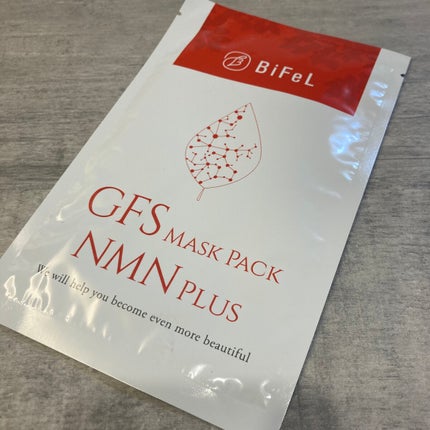 BiFeL
GFS MASK PACK
NMN PLUS
We will help you become even more beautiful